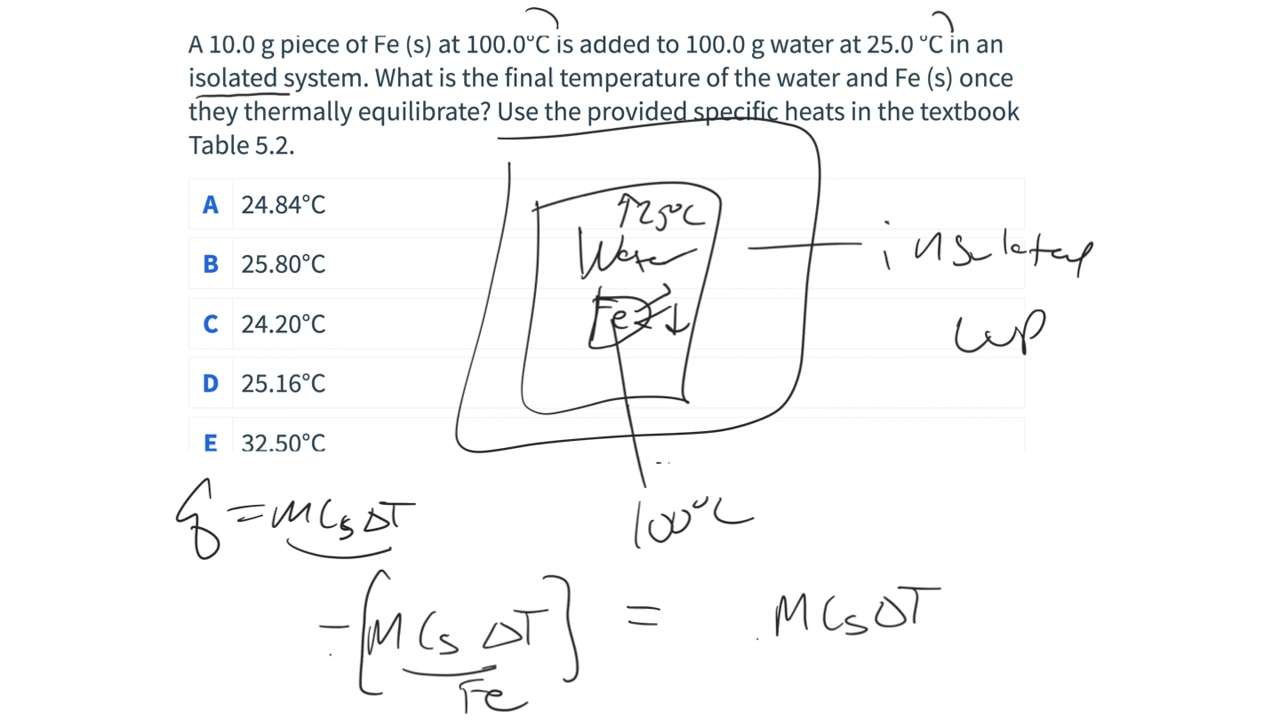 A 10.0 g piece of Fe (s) at 100.0°C is added to 100.0 g water at 25.0 °C in an
isolated system. What is the final temperature of the water and Fe (s) once
they thermally equilibrate? Use the provided specific heats in the textbook
Table 5.2.
A 24.84°C
B 25.80°C
C 24.20°C
D 25.16°C
E 32.50°C
↑25°C
Water
Fe ↓
insulated
cup
100°C
q = MCsΔT
-[MCs ΔT] = MCsΔT
Fe